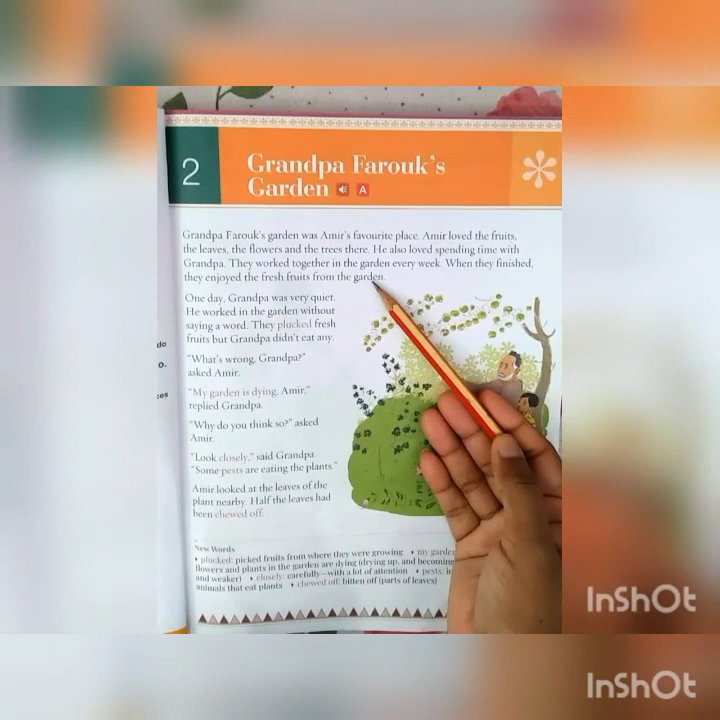 2
Grandpa Farouk's
Garden
A
Grandpa Farouk's garden was Amir's favourite place. Amir loved the fruits,
the leaves, the flowers and the trees there. He also loved spending time with
Grandpa. They worked together in the garden every week. When they finished,
they enjoyed the fresh fruits from the garden.
One day, Grandpa was very quiet.
He worked in the garden without
saying a word. They plucked fresh
fruits but Grandpa didn't eat any.
"What's wrong, Grandpa?"
asked Amir.
"My garden is dying, Amir,"
replied Grandpa.
"Why do you think so?" asked
Amir.
"Look closely," said Grandpa.
"Some pests are eating the plants."
Amir looked at the leaves of the
plant nearby. Half the leaves had
been chewed off.
do
New Words
• plucked: picked fruits from where they were growing • my garde
flowers and plants in the garden are dying (drying up, and becoming
and weaker) • closely: carefully—with a lot of attention • pests: i
animals that eat plants • chewed off: bitten off (parts of leaves)
InShOt
InShOt